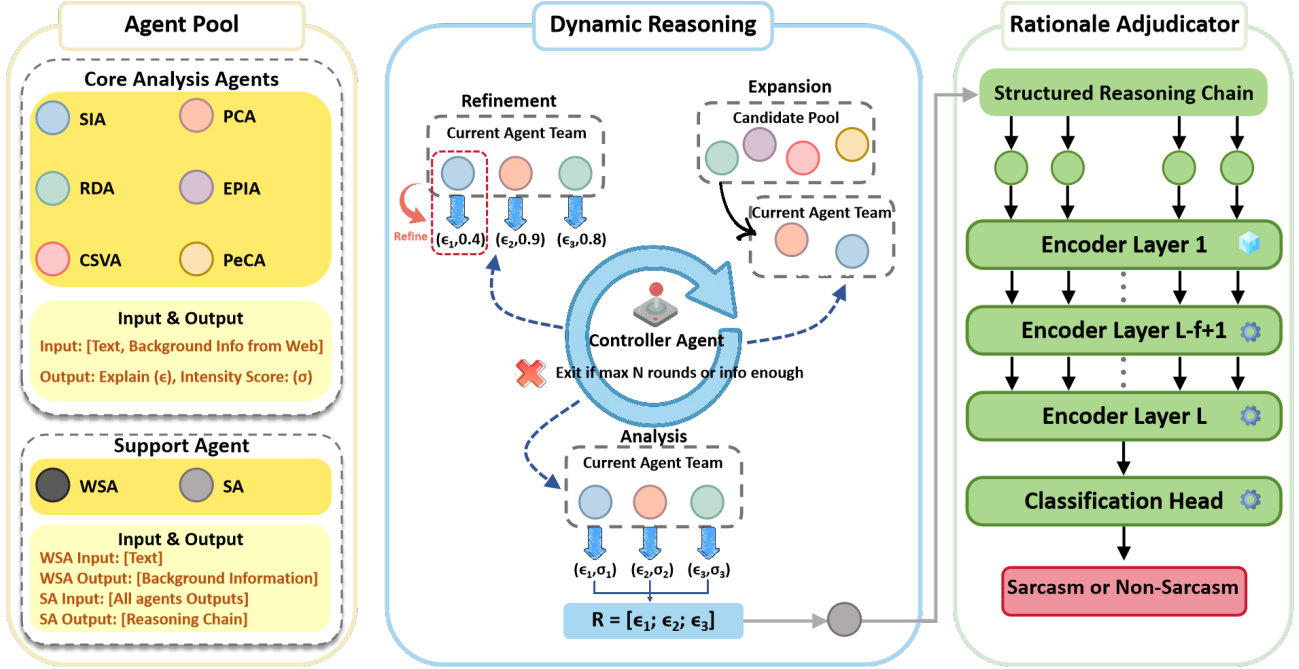 Agent Pool
Core Analysis Agents
SIA
PCA
RDA
EPIA
CSVA
PeCA
Input & Output
Input: [Text, Background Info from Web]
Output: Explain (ϵ), Intensity Score: (σ)
Support Agent
WSA
SA
Input & Output
WSA Input: [Text]
WSA Output: [Background Information]
SA Input: [All agents Outputs]
SA Output: [Reasoning Chain]
Dynamic Reasoning
Refinement
Current Agent Team
Refine
(ϵ₁,0.4)
(ϵ₂,0.9)
(ϵ₃,0.8)
Expansion
Candidate Pool
Current Agent Team
Controller Agent
Exit if max N rounds or info enough
Analysis
Current Agent Team
(ϵ₁,σ₁)
(ϵ₂,σ₂)
(ϵ₃,σ₃)
R = [ϵ₁; ϵ₂; ϵ₃]
Rationale Adjudicator
Structured Reasoning Chain
Encoder Layer 1
Encoder Layer L-f+1
Encoder Layer L
Classification Head
Sarcasm or Non-Sarcasm